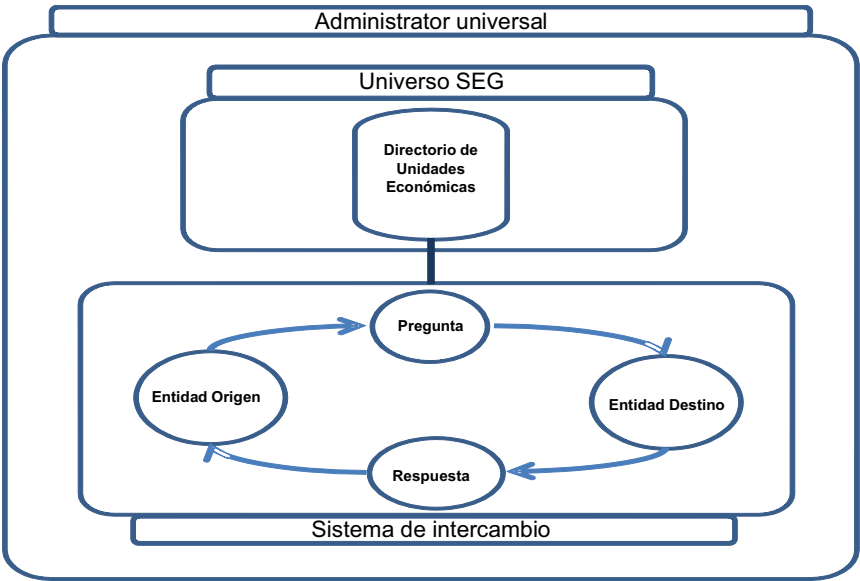 Administrator universal
Universo SEG
Directorio de
Unidades
Económicas
Pregunta
Entidad Origen
Entidad Destino
Respuesta
Sistema de intercambio